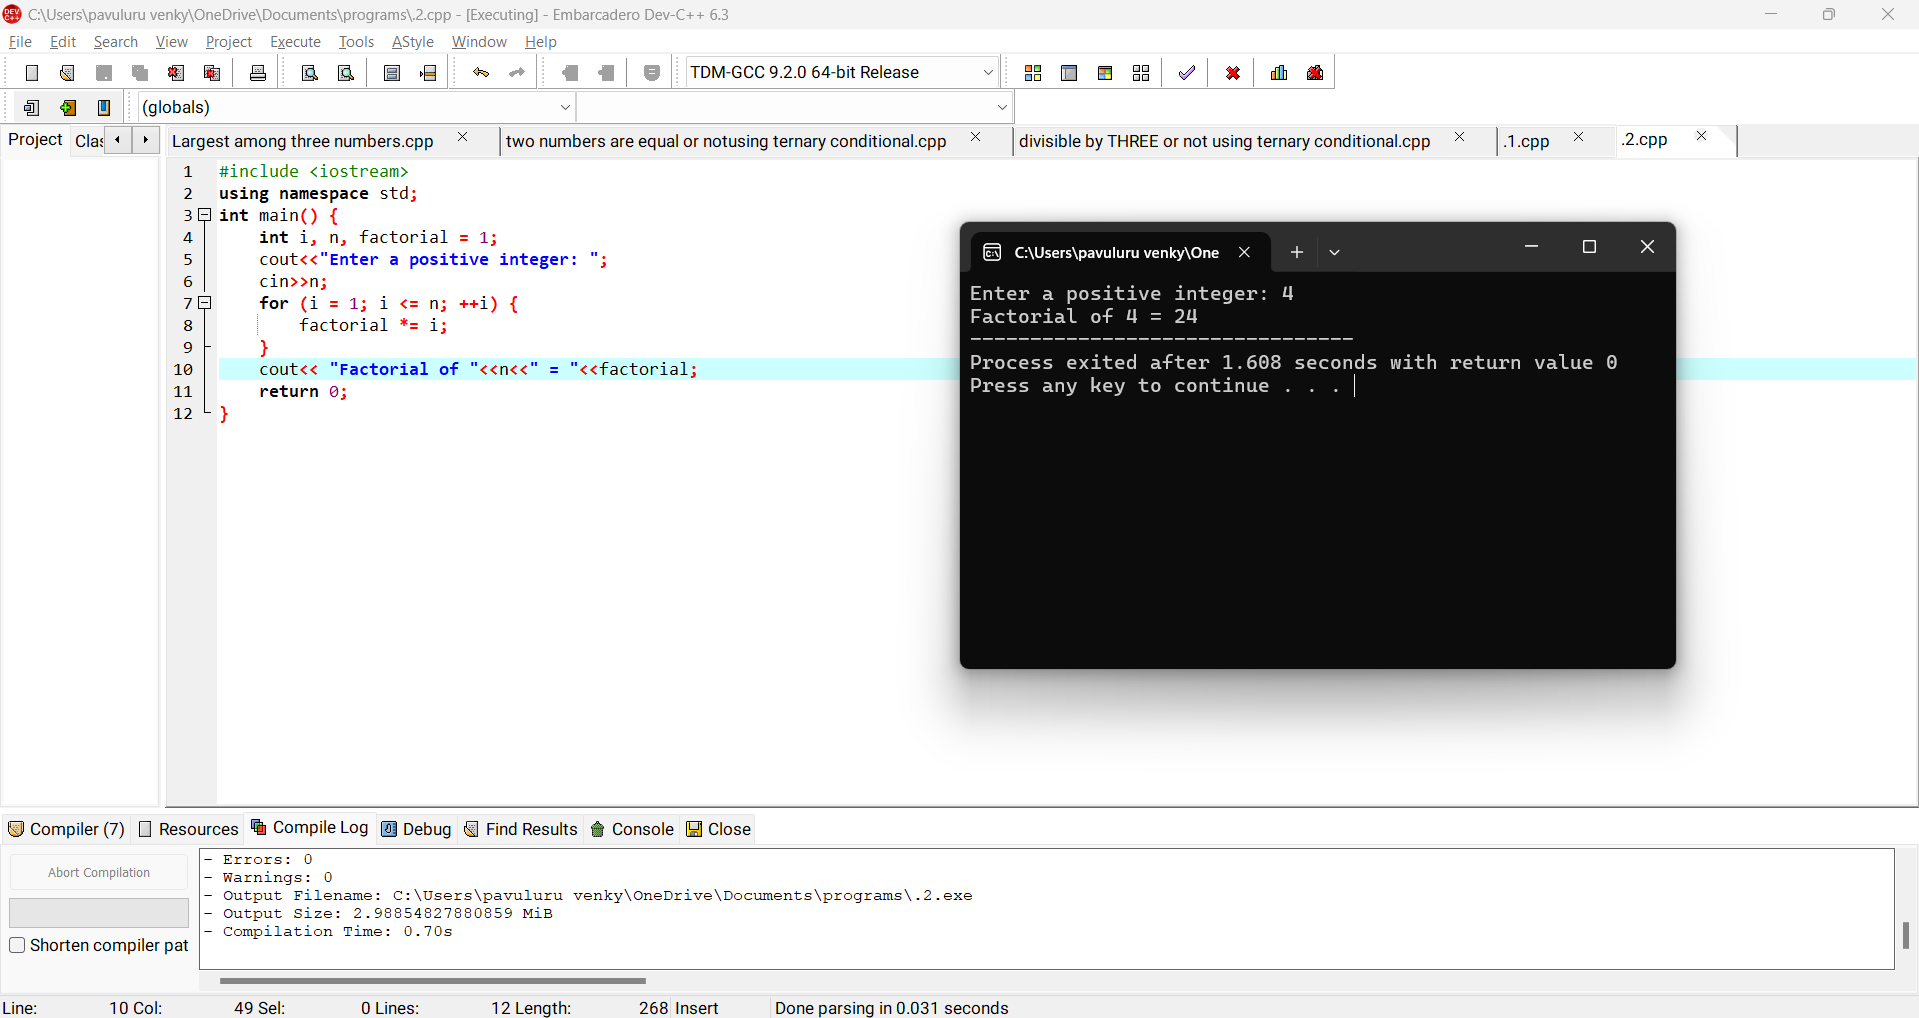 C:\Users\pavuluru venky\OneDrive\Documents\programs\.2.cpp - [Executing] - Embarcadero Dev-C++ 6.3
File Edit Search View Project Execute Tools AStyle Window Help
TDM-GCC 9.2.0 64-bit Release
(globals)
Project Clas Largest among three numbers.cpp two numbers are equal or notusing ternary conditional.cpp divisible by THREE or not using ternary conditional.cpp .1.cpp .2.cpp
1 #include <iostream>
2 using namespace std;
3 int main() {
4 int i, n, factorial = 1;
5 cout<<"Enter a positive integer: ";
6 cin>>n;
7 for (i = 1; i <= n; ++i) {
8 factorial *= i;
9 }
10 cout<< "Factorial of "<<n<<" = "<<factorial;
11 return 0;
12 }
C:\Users\pavuluru venky\One
Enter a positive integer: 4
Factorial of 4 = 24
--------------------------------
Process exited after 1.608 seconds with return value 0
Press any key to continue . . .
Compiler (7) Resources Compile Log Debug Find Results Console Close
Abort Compilation
Shorten compiler pat
- Errors: 0
- Warnings: 0
- Output Filename: C:\Users\pavuluru venky\OneDrive\Documents\programs\.2.exe
- Output Size: 2.98854827880859 MiB
- Compilation Time: 0.70s
Line: 10 Col: 49 Sel: 0 Lines: 12 Length: 268 Insert Done parsing in 0.031 seconds